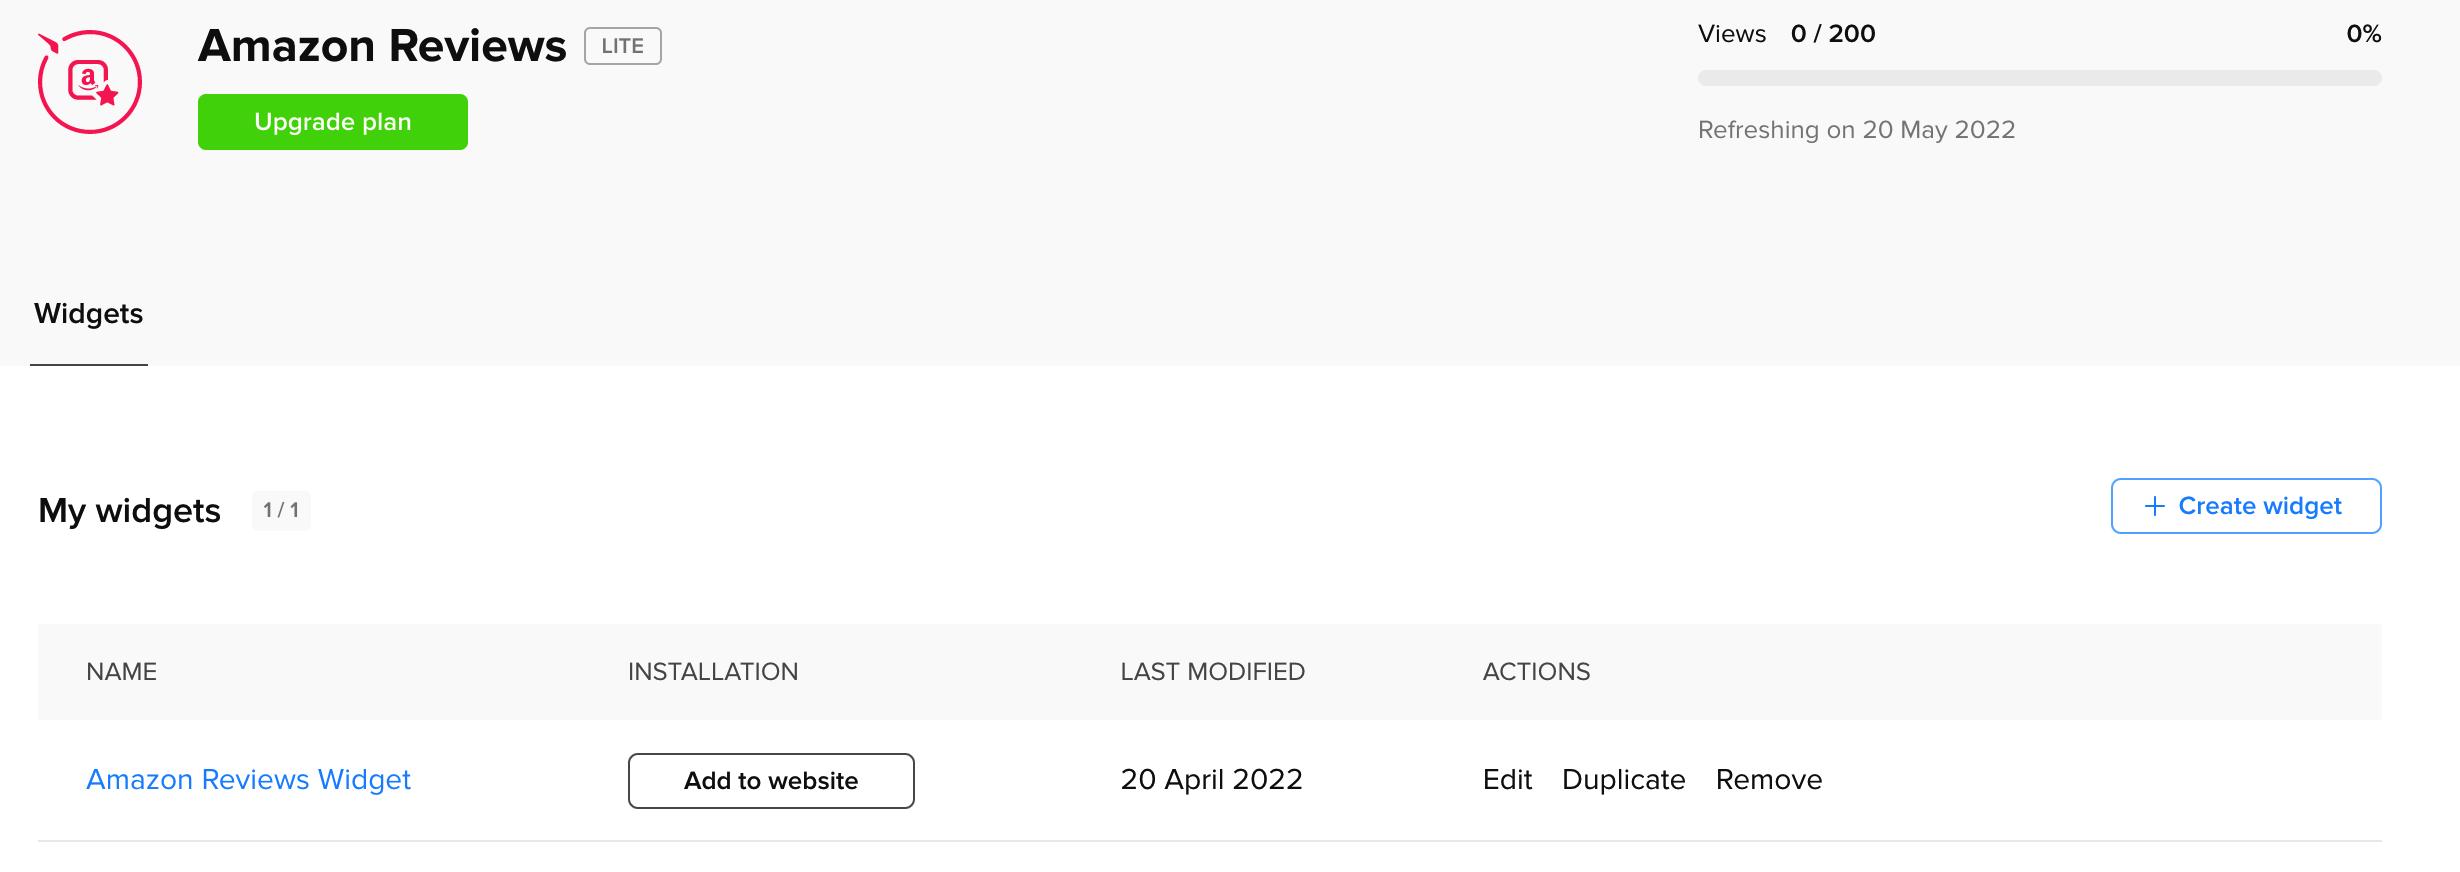 Amazon Reviews LITE
Upgrade plan
Views 0 / 200 0%
Refreshing on 20 May 2022
Widgets
My widgets 1 / 1
+ Create widget
NAME INSTALLATION LAST MODIFIED ACTIONS
Amazon Reviews Widget Add to website 20 April 2022 Edit Duplicate Remove